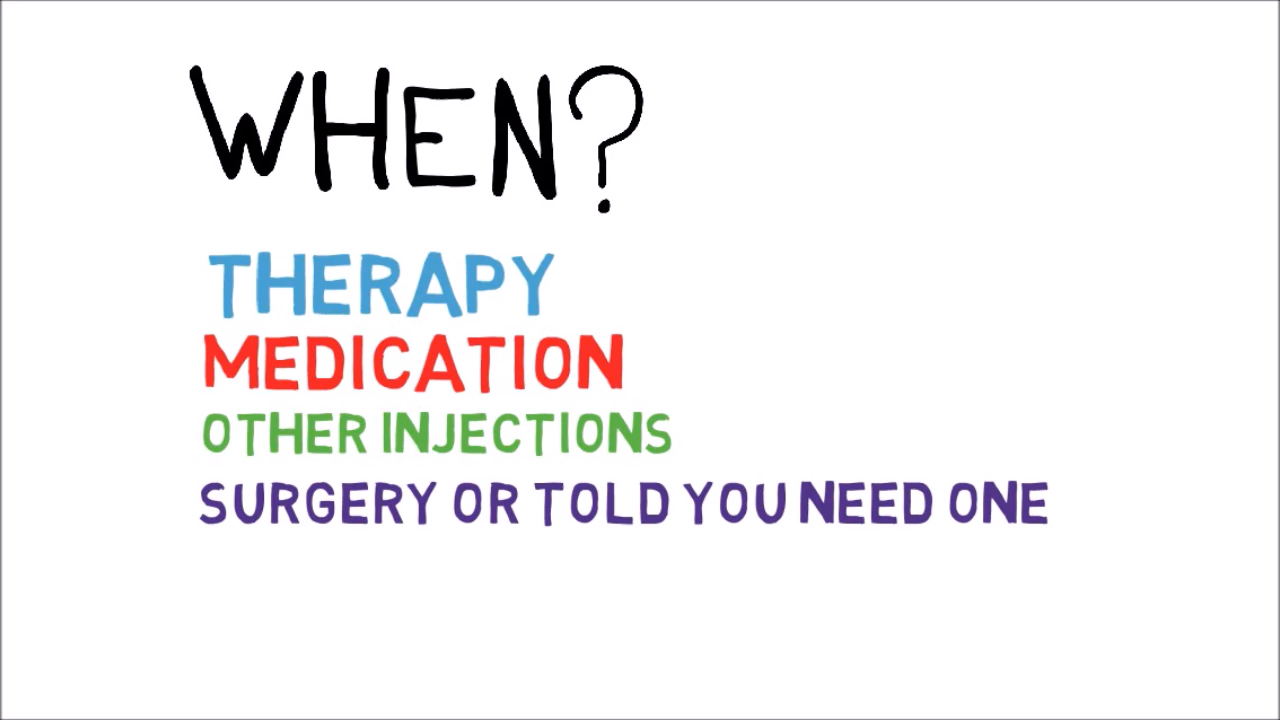 WHEN?
THERAPY
MEDICATION
OTHER INJECTIONS
SURGERY OR TOLD YOU NEED ONE